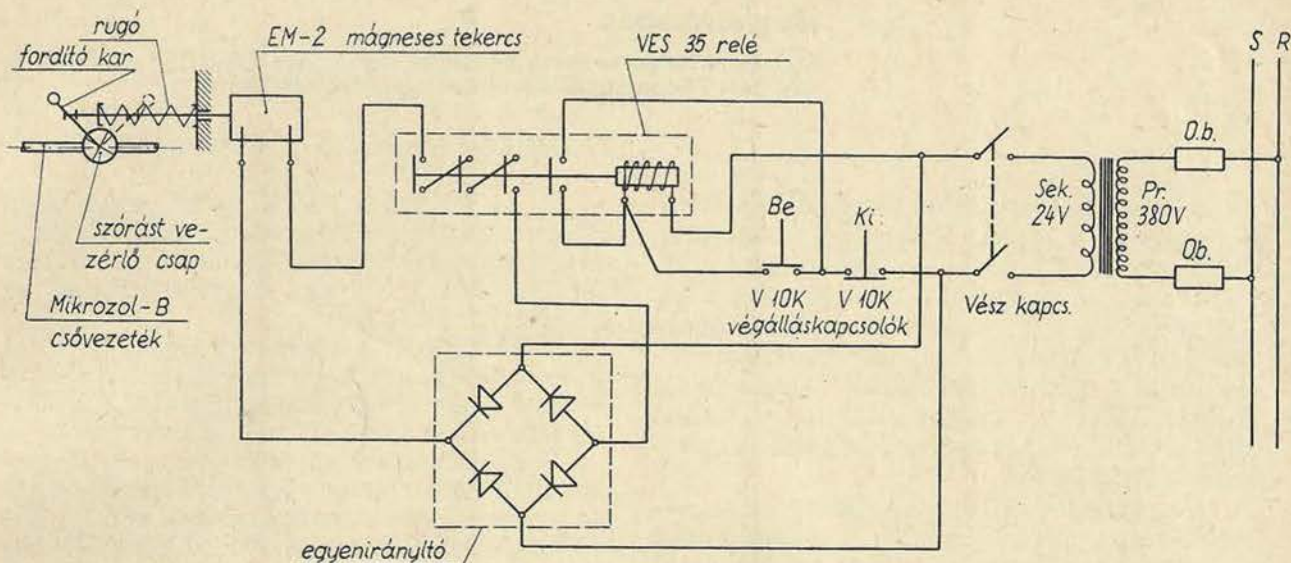 rugó
fordító kar
EM-2 mágneses tekercs
VES 35 relé
S R
O.b.
Sek.
24V
Pr.
380V
O.b.
Be
Ki
szórást ve-
zérlő csap
Mikrozol-B
csővezeték
V 10K
V 10K
végálláskapcsolók
Vész kapcs.
egyenirányító